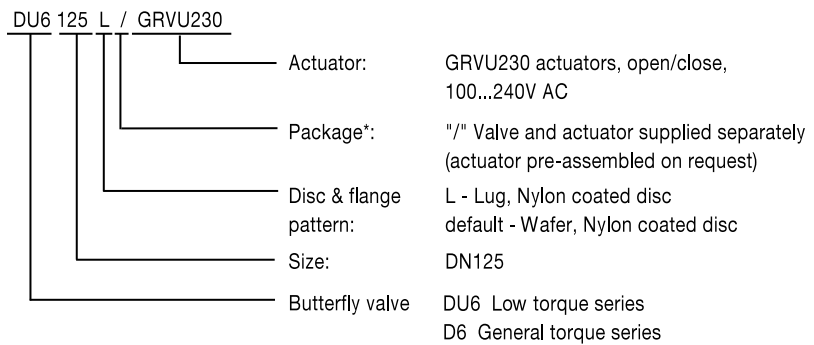 DU6 125 L / GRVU230
Actuator: GRVU230 actuators, open/close,
100...240V AC
Package*: "/" Valve and actuator supplied separately
(actuator pre-assembled on request)
Disc & flange L - Lug, Nylon coated disc
pattern: default - Wafer, Nylon coated disc
Size: DN125
Butterfly valve DU6 Low torque series
D6 General torque series